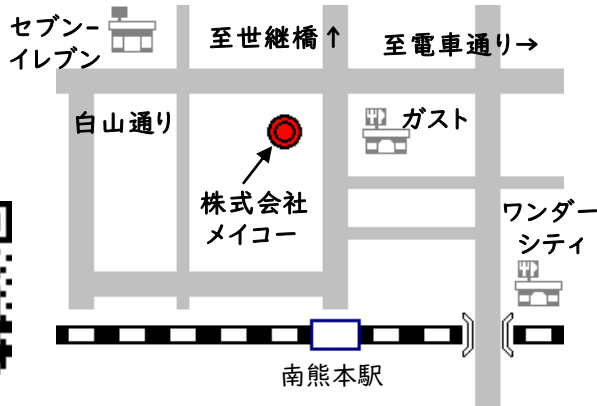 セブン-
イレブン
至世継橋↑
至電車通り→
白山通り
ガスト
株式会社
メイコー
ワンダー
シティ
南熊本駅